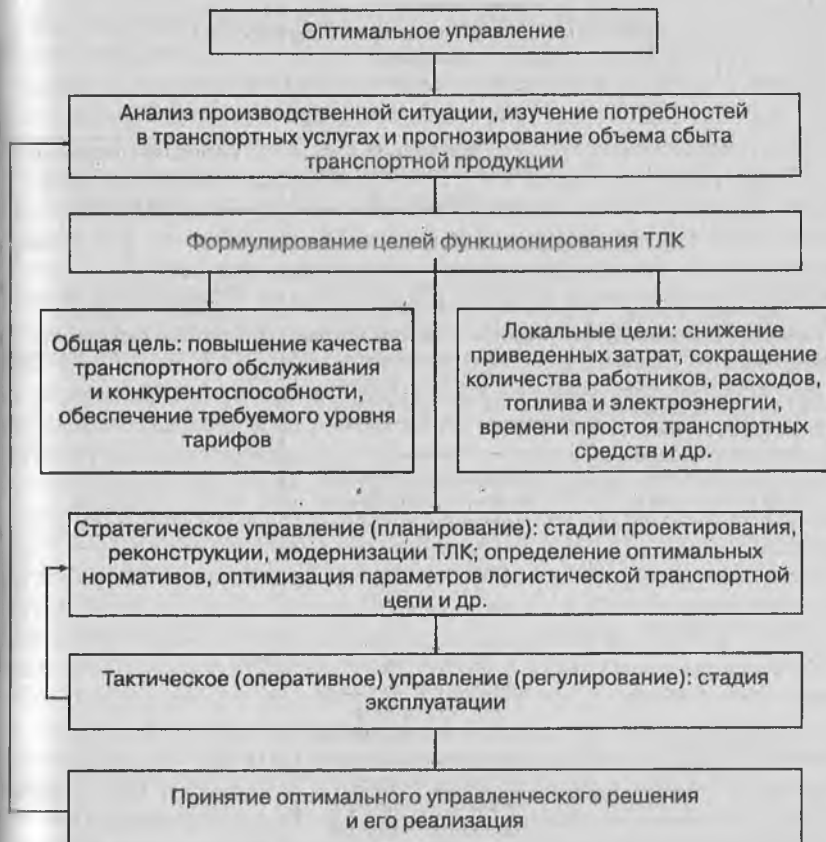 Оптимальное управление
Анализ производственной ситуации, изучение потребностей
в транспортных услугах и прогнозирование объема сбыта
транспортной продукции
Формулирование целей функционирования ТЛК
Общая цель: повышение качества
транспортного обслуживания
и конкурентоспособности,
обеспечение требуемого уровня
тарифов
Локальные цели: снижение
приведенных затрат, сокращение
количества работников, расходов,
топлива и электроэнергии,
времени простоя транспортных
средств и др.
Стратегическое управление (планирование): стадии проектирования,
реконструкции, модернизации ТЛК; определение оптимальных
нормативов, оптимизация параметров логистической транспортной
цепи и др.
Тактическое (оперативное) управление (регулирование): стадия
эксплуатации
Принятие оптимального управленческого решения
и его реализация